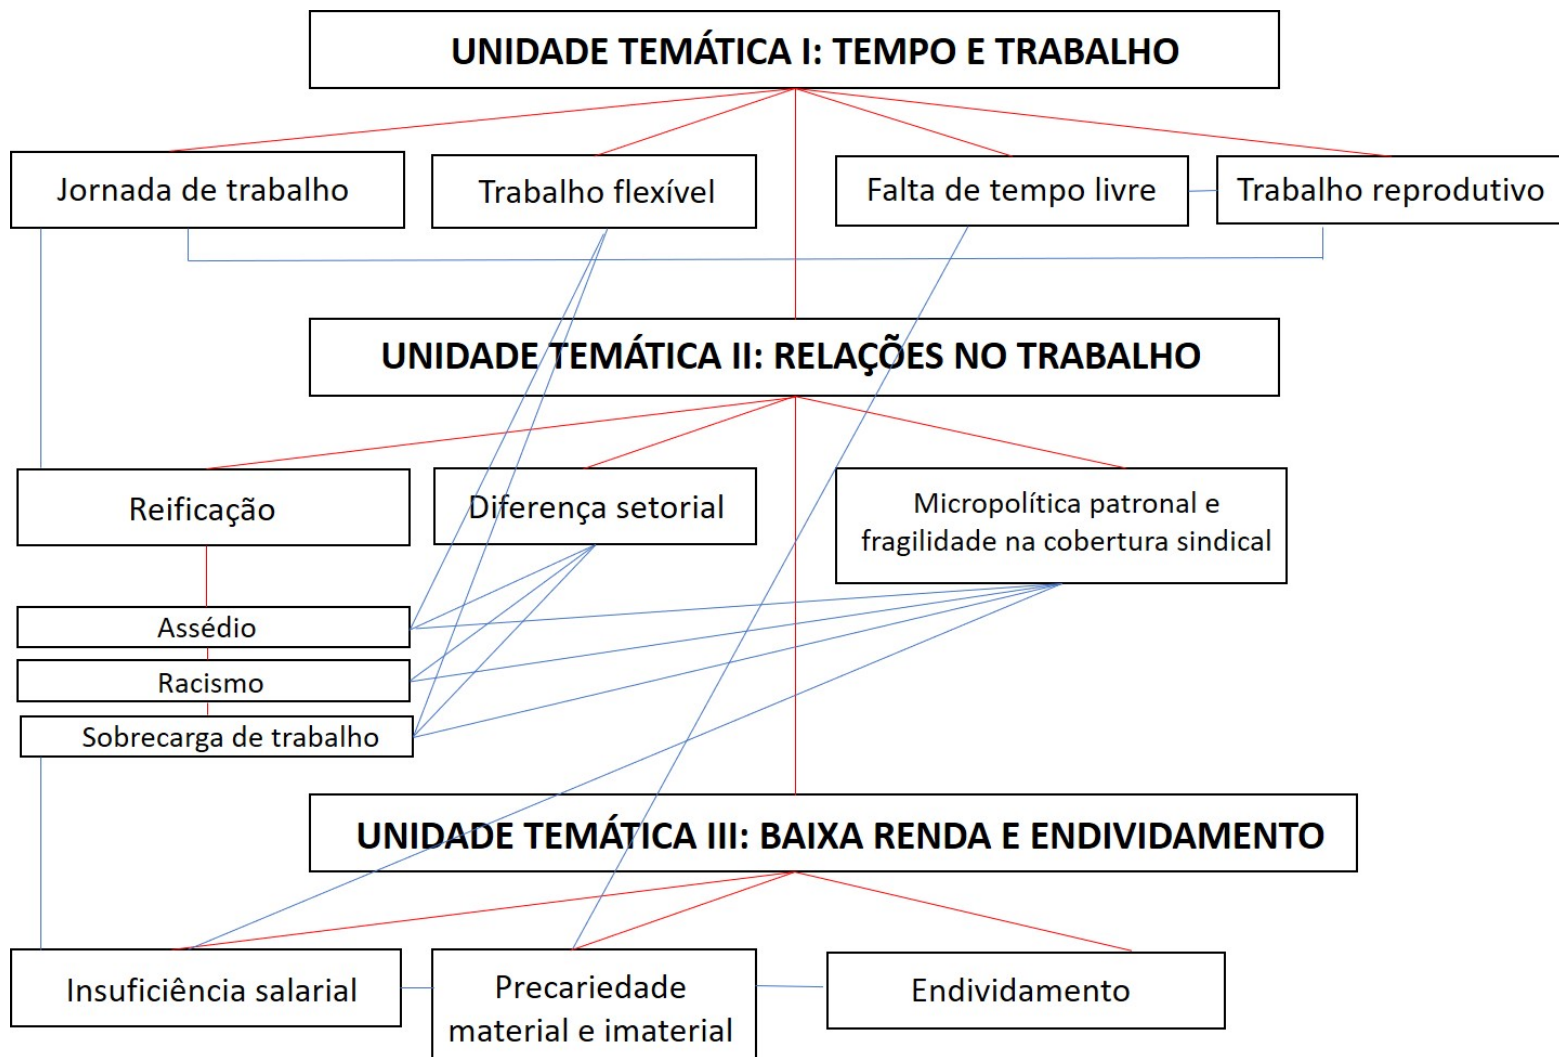 UNIDADE TEMÁTICA I: TEMPO E TRABALHO
Jornada de trabalho
Trabalho flexível
Falta de tempo livre
Trabalho reprodutivo
UNIDADE TEMÁTICA II: RELAÇÕES NO TRABALHO
Reificação
Diferença setorial
Micropolítica patronal e
fragilidade na cobertura sindical
Assédio
Racismo
Sobrecarga de trabalho
UNIDADE TEMÁTICA III: BAIXA RENDA E ENDIVIDAMENTO
Insuficiência salarial
Precariedade
material e imaterial
Endividamento